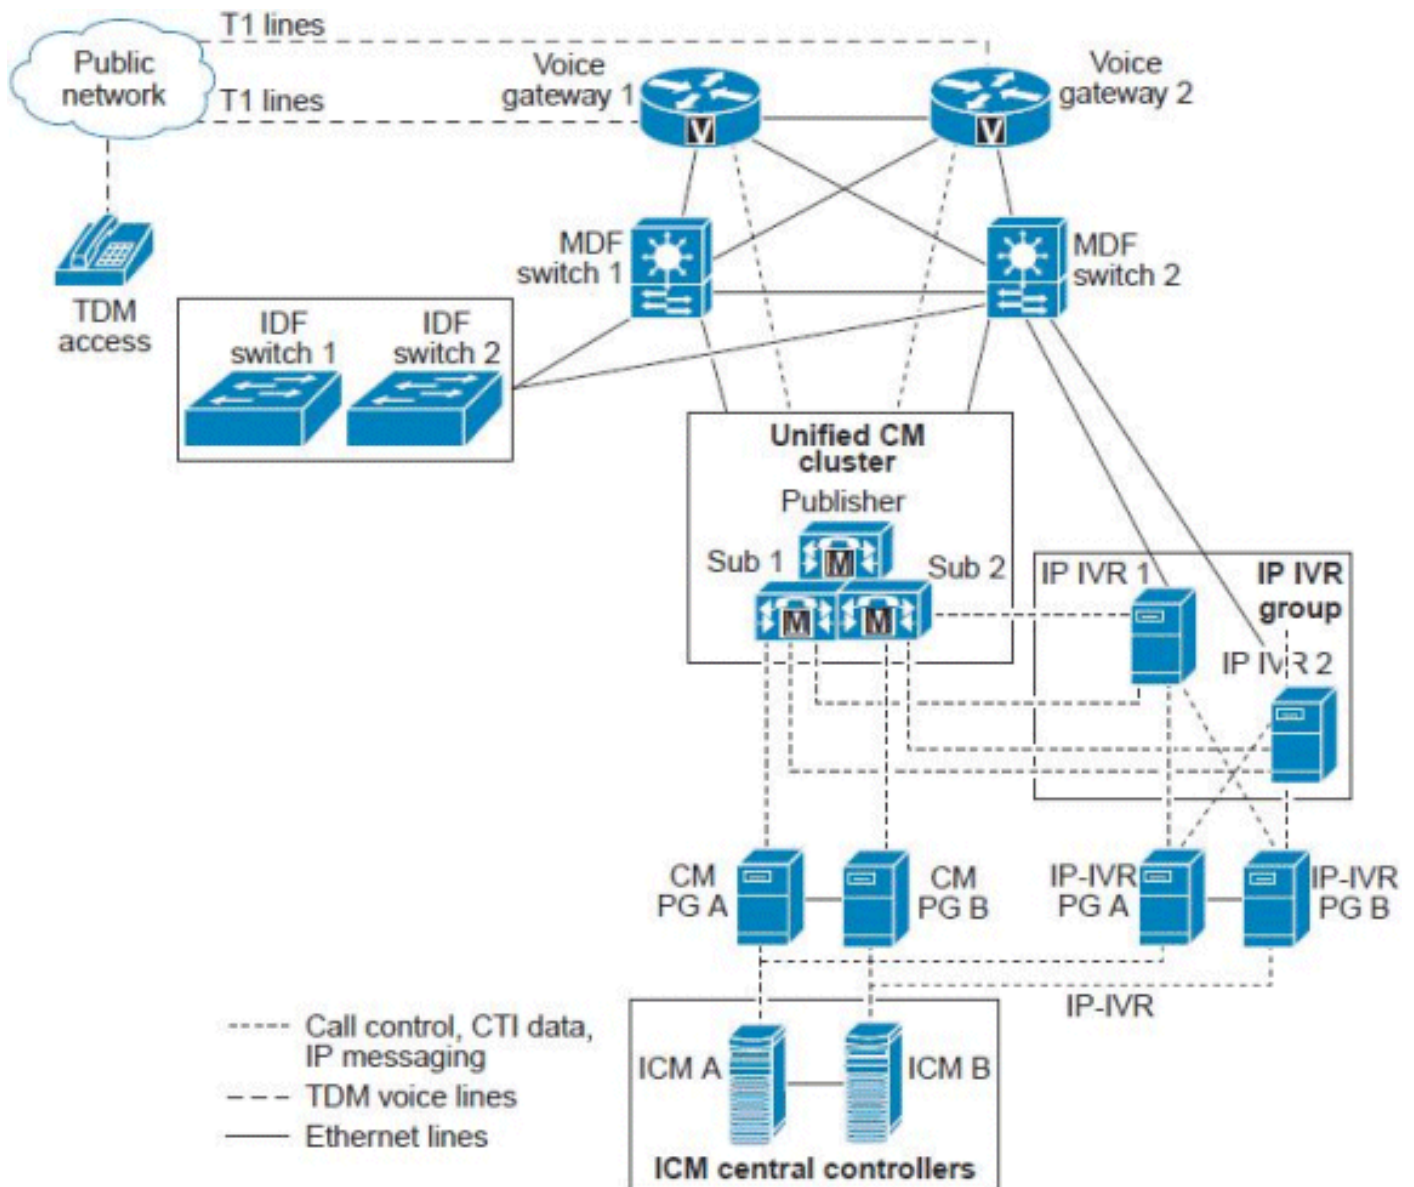 T1 lines
Public
network
T1 lines
Voice
gateway 1
Voice
gateway 2
V
V
MDF
switch 1
MDF
switch 2
TDM
access
IDF
switch 1
IDF
switch 2
Unified CM
cluster
Publisher
Sub 1
Sub 2
M
M
M
IP IVR 1
IP IVR
group
IP IVR 2
CM
PG A
CM
PG B
IP-IVR
PG A
IP-IVR
PG B
IP-IVR
Call control, CTI data,
IP messaging
TDM voice lines
Ethernet lines
ICM A
ICM B
ICM central controllers